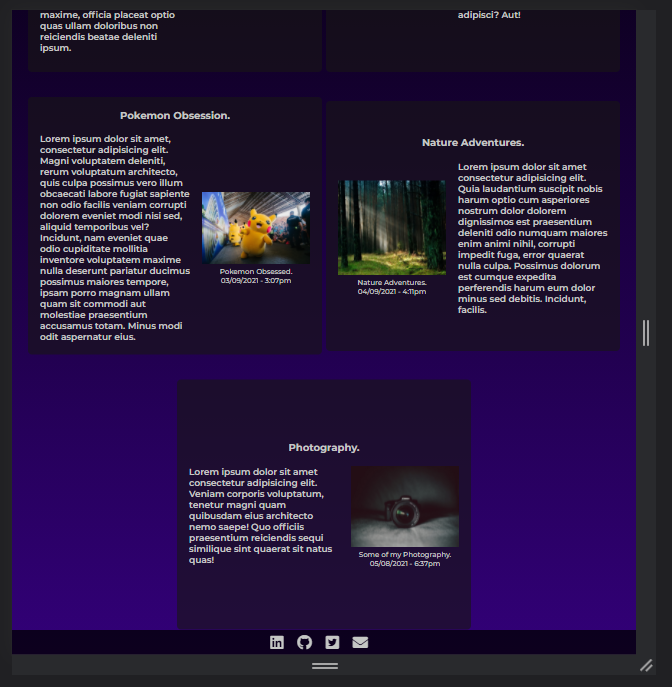 maxime, officia placeat optio
quas ullam doloribus non
reiciendis beatae deleniti
ipsum.
adipisci? Aut!
Pokemon Obsession.
Lorem ipsum dolor sit amet,
consectetur adipisicing elit.
Magni voluptatem deleniti,
rerum voluptatum architecto,
quis culpa possimus vero illum
obcaecati labore fugiat sapiente
non odio facilis veniam corrupti
dolorem eveniet modi nisi sed,
aliquid temporibus vel?
Incidunt, nam eveniet quae
odio cupiditate mollitia
inventore voluptatem maxime
nulla deserunt pariatur ducimus
possimus maiores tempore,
ipsam porro magnam ullam
quam sit commodi aut
molestiae praesentium
accusamus totam. Minus modi
odit aspernatur eius.
Pokemon Obsessed.
03/09/2021 - 3:07pm
Nature Adventures.
Nature Adventures.
04/09/2021 - 4:11pm
Lorem ipsum dolor sit amet
consectetur adipisicing elit.
Quia laudantium suscipit nobis
harum optio cum asperiores
nostrum dolor dolorem
dignissimos est praesentium
deleniti odio numquam maiores
enim animi nihil, corrupti
impedit fuga, error quaerat
nulla culpa. Possimus dolorum
est cumque expedita
perferendis harum eum dolor
minus sed debitis. Incidunt,
facilis.
Photography.
Lorem ipsum dolor sit amet
consectetur adipisicing elit.
Veniam corporis voluptatum,
tenetur magni quam
quibusdam eius architecto
nemo saepe! Quo officiis
praesentium reiciendis sequi
similique sint quaerat sit natus
quas!
Some of my Photography.
05/08/2021 - 6:37pm